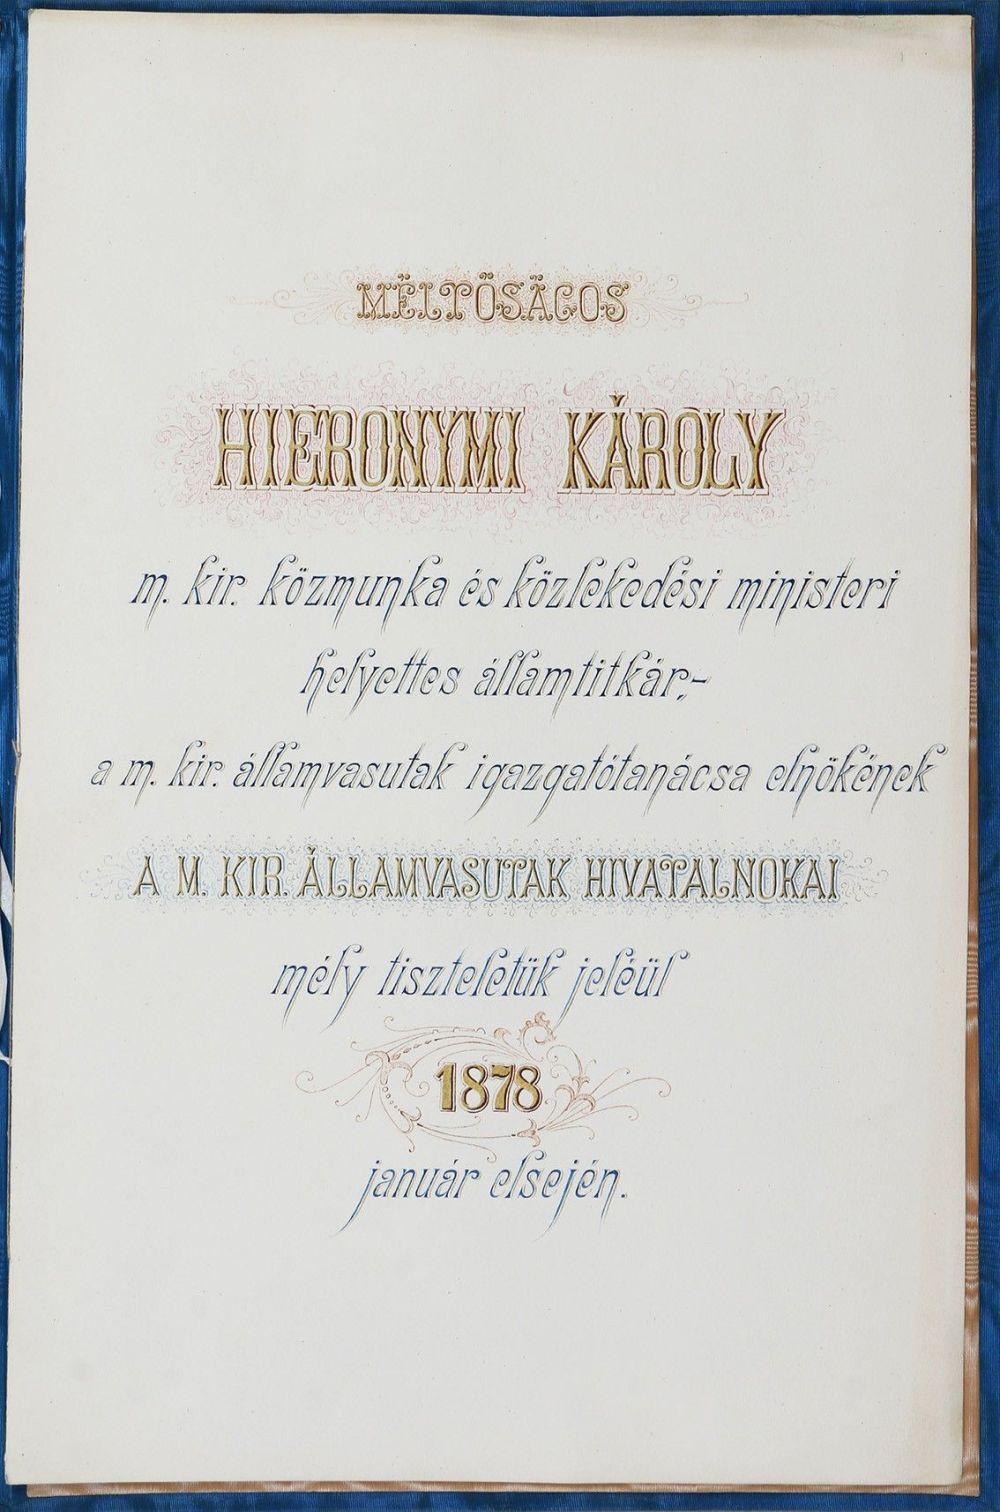 MÉLTÓSÁGOS
HIERONYMI KÁROLY
m. kir. közmunka és közlekedési ministeri
helyettes államtitkár,-
a m. kir. államvasutak igazgatótanácsa elnökének
A M. KIR. ÁLLAMVASUTAK HIVATALNOKAI
mély tiszteletük jeléül
1878
január elsején.